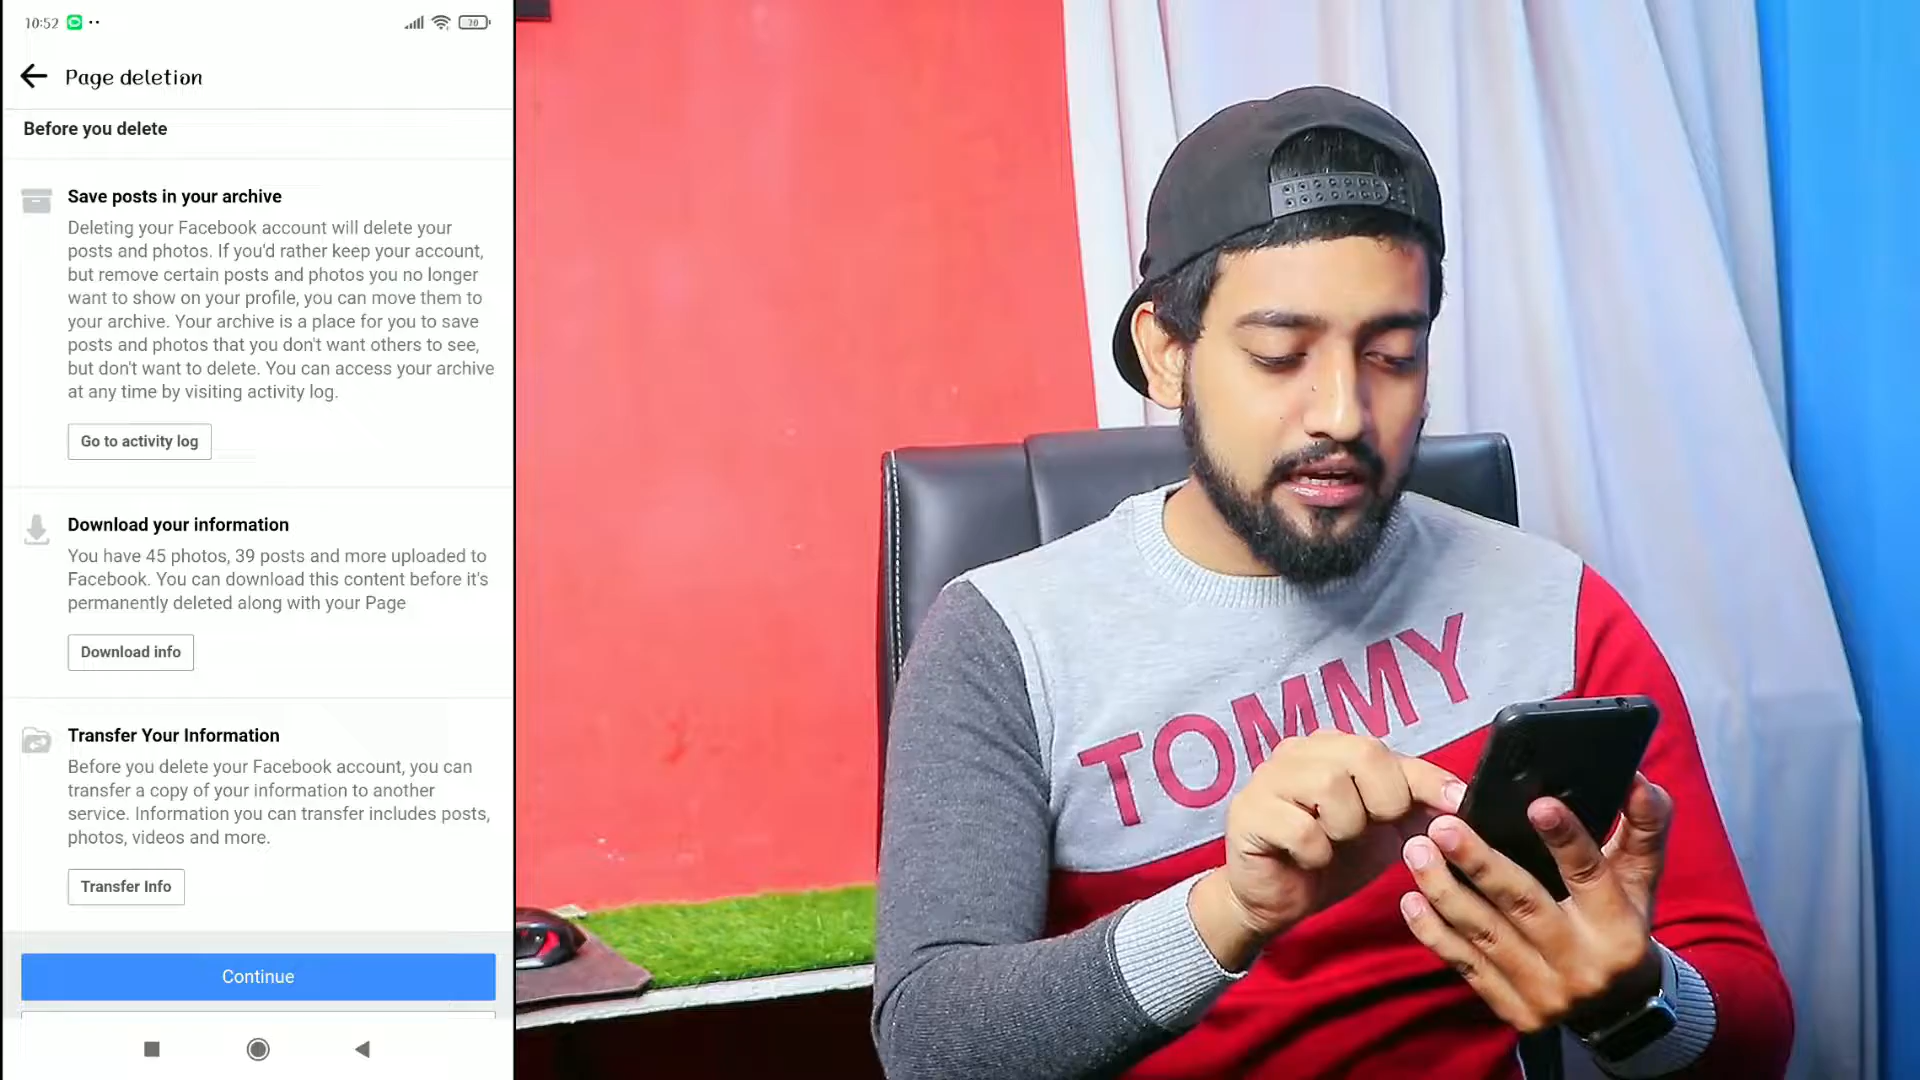 10:52
70
Page deletion
Before you delete
Save posts in your archive
Deleting your Facebook account will delete your
posts and photos. If you'd rather keep your account,
but remove certain posts and photos you no longer
want to show on your profile, you can move them to
your archive. Your archive is a place for you to save
posts and photos that you don't want others to see,
but don't want to delete. You can access your archive
at any time by visiting activity log.
Go to activity log
Download your information
You have 45 photos, 39 posts and more uploaded to
Facebook. You can download this content before it's
permanently deleted along with your Page
Download info
Transfer Your Information
Before you delete your Facebook account, you can
transfer a copy of your information to another
service. Information you can transfer includes posts,
photos, videos and more.
Transfer Info
Continue
TOMMY